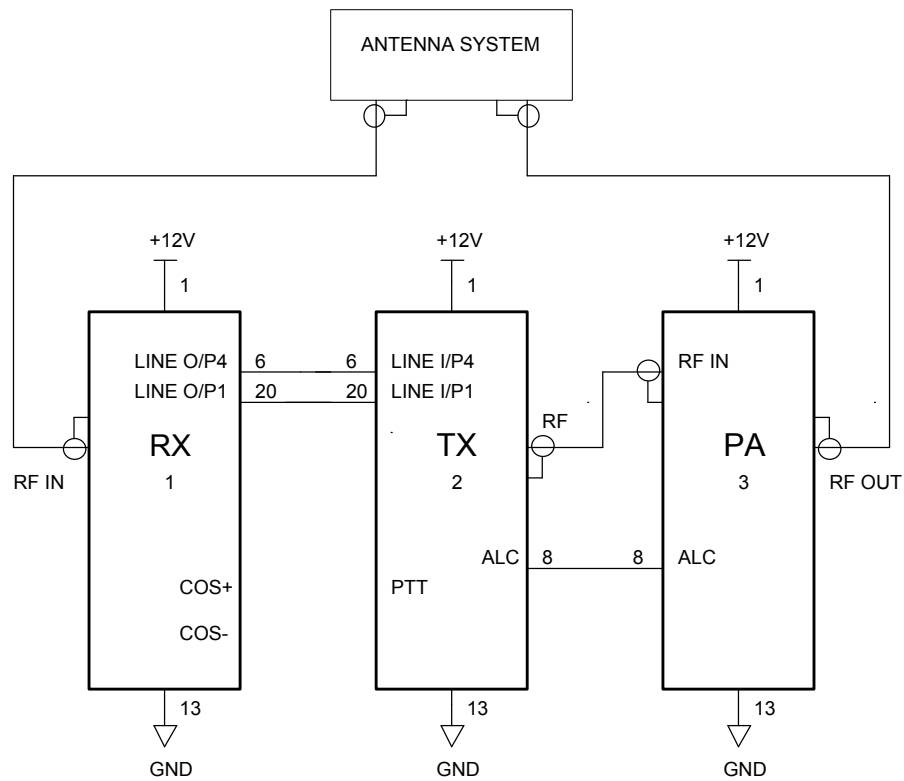 ANTENNA SYSTEM
+12V +12V +12V
1 1 1
LINE O/P4 6 6 LINE I/P4 RF IN
LINE O/P1 20 20 LINE I/P1
RF
RX TX PA
RF IN 1 2 3 RF OUT
ALC 8 8 ALC
COS+ PTT
COS-
13 13 13
GND GND GND